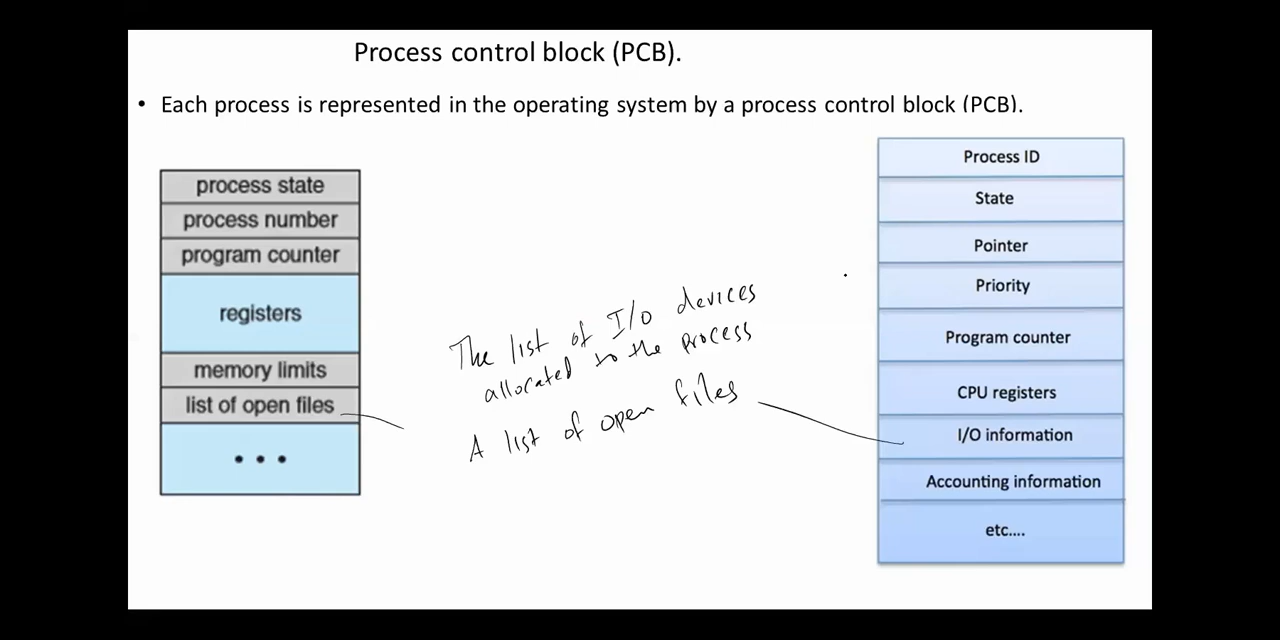 Process control block (PCB).
• Each process is represented in the operating system by a process control block (PCB).
process state
process number
program counter
registers
memory limits
list of open files
• • •
The list of I/O devices
allocated to the process
A list of open files
Process ID
State
Pointer
Priority
Program counter
CPU registers
I/O information
Accounting information
etc....